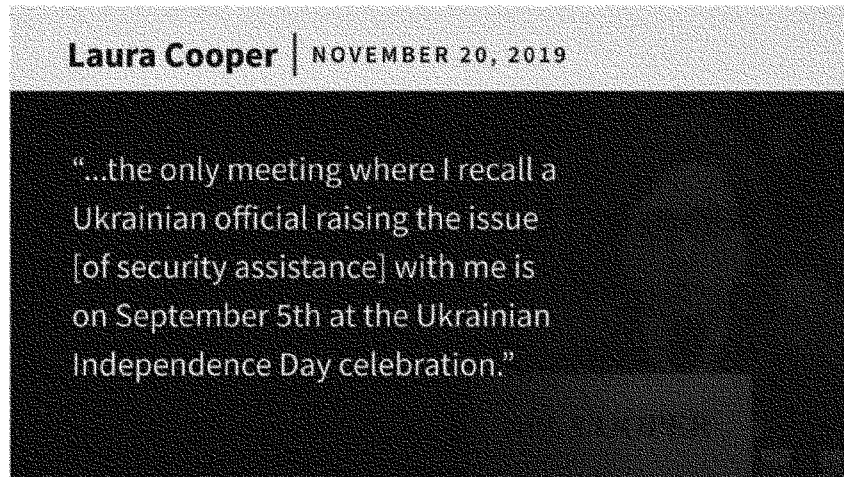 Laura Cooper | NOVEMBER 20, 2019
“...the only meeting where I recall a
Ukrainian official raising the issue
[of security assistance] with me is
on September 5th at the Ukrainian
Independence Day celebration.”